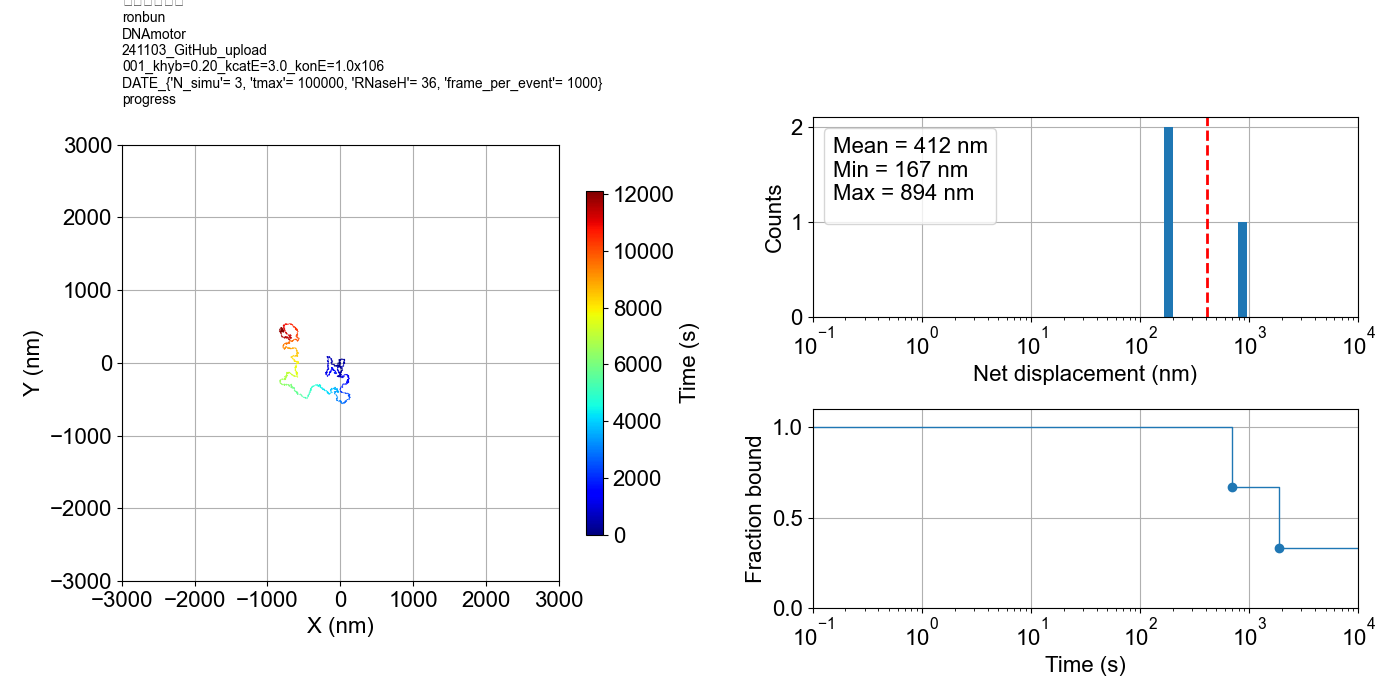 ronbun
DNAmotor
241103_GitHub_upload
001_khyb=0.20_kcatE=3.0_konE=1.0x106
DATE_{'N_simu'= 3, 'tmax'= 100000, 'RNaseH'= 36, 'frame_per_event'= 1000}
progress
3000
2000
1000
0
−1000
−2000
−3000
Y (nm)
−3000 −2000 −1000 0 1000 2000 3000
X (nm)
12000
10000
8000
6000
4000
2000
0
Time (s)
2
1
0
Counts
Mean = 412 nm
Min = 167 nm
Max = 894 nm
10^−1 10^0 10^1 10^2 10^3 10^4
Net displacement (nm)
1.0
0.5
0.0
Fraction bound
10^−1 10^0 10^1 10^2 10^3 10^4
Time (s)